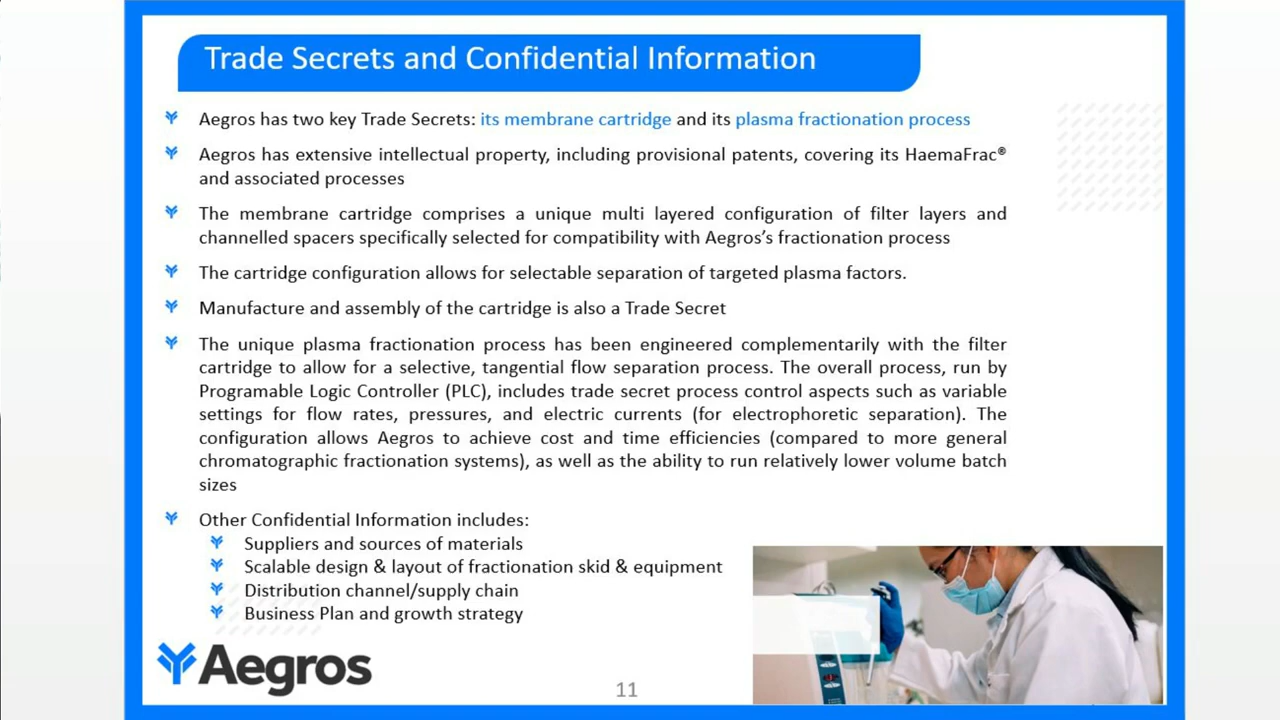 Trade Secrets and Confidential Information
Aegros has two key Trade Secrets: its membrane cartridge and its plasma fractionation process
Aegros has extensive intellectual property, including provisional patents, covering its HaemaFrac®
and associated processes
The membrane cartridge comprises a unique multi layered configuration of filter layers and
channelled spacers specifically selected for compatibility with Aegros’s fractionation process
The cartridge configuration allows for selectable separation of targeted plasma factors.
Manufacture and assembly of the cartridge is also a Trade Secret
The unique plasma fractionation process has been engineered complementarily with the filter
cartridge to allow for a selective, tangential flow separation process. The overall process, run by
Programable Logic Controller (PLC), includes trade secret process control aspects such as variable
settings for flow rates, pressures, and electric currents (for electrophoretic separation). The
configuration allows Aegros to achieve cost and time efficiencies (compared to more general
chromatographic fractionation systems), as well as the ability to run relatively lower volume batch
sizes
Other Confidential Information includes:
Suppliers and sources of materials
Scalable design & layout of fractionation skid & equipment
Distribution channel/supply chain
Business Plan and growth strategy
Aegros
11